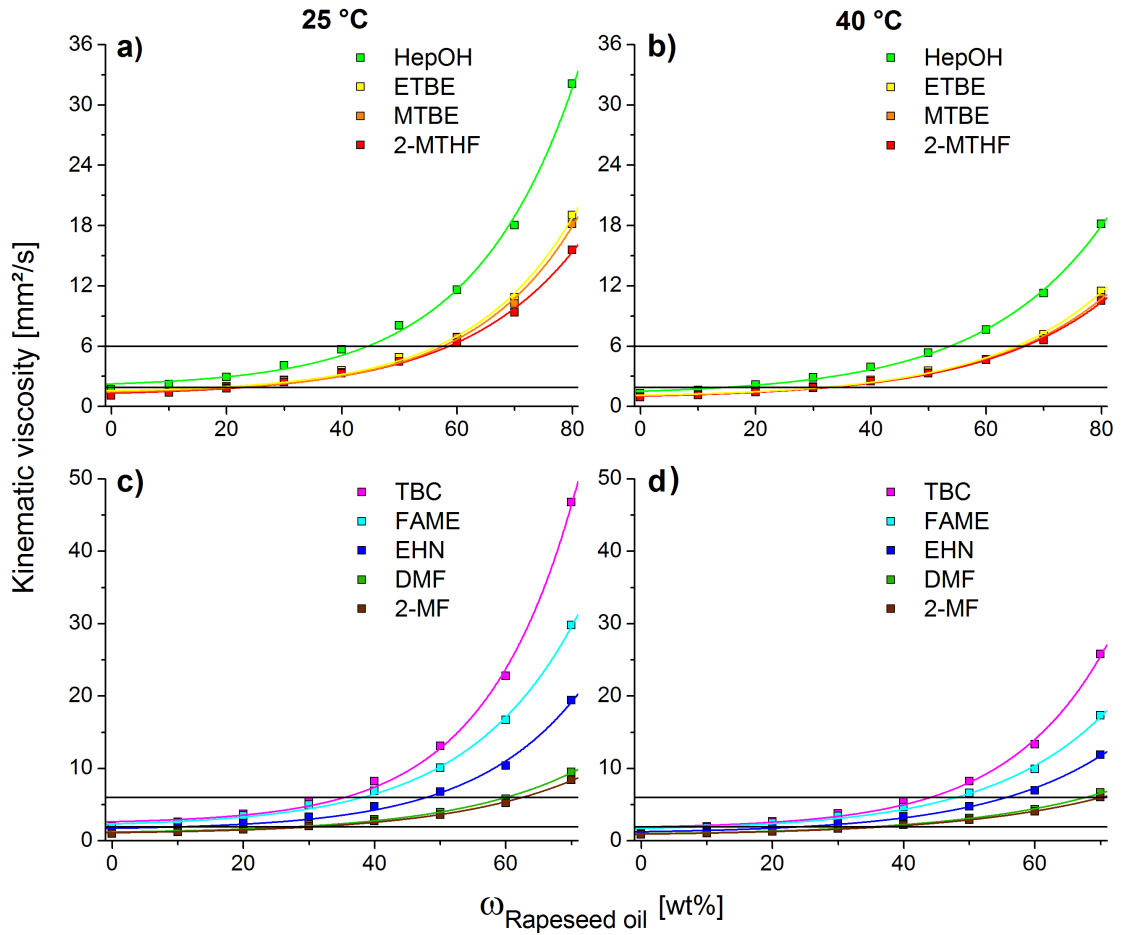 25 °C
40 °C
a)
HepOH
ETBE
MTBE
2-MTHF
36
30
24
18
12
6
0
0 20 40 60 80
b)
HepOH
ETBE
MTBE
2-MTHF
36
30
24
18
12
6
0
0 20 40 60 80
Kinematic viscosity [mm²/s]
c)
TBC
FAME
EHN
DMF
2-MF
50
40
30
20
10
0
0 20 40 60
d)
TBC
FAME
EHN
DMF
2-MF
50
40
30
20
10
0
0 20 40 60
ωRapeseed oil [wt%]